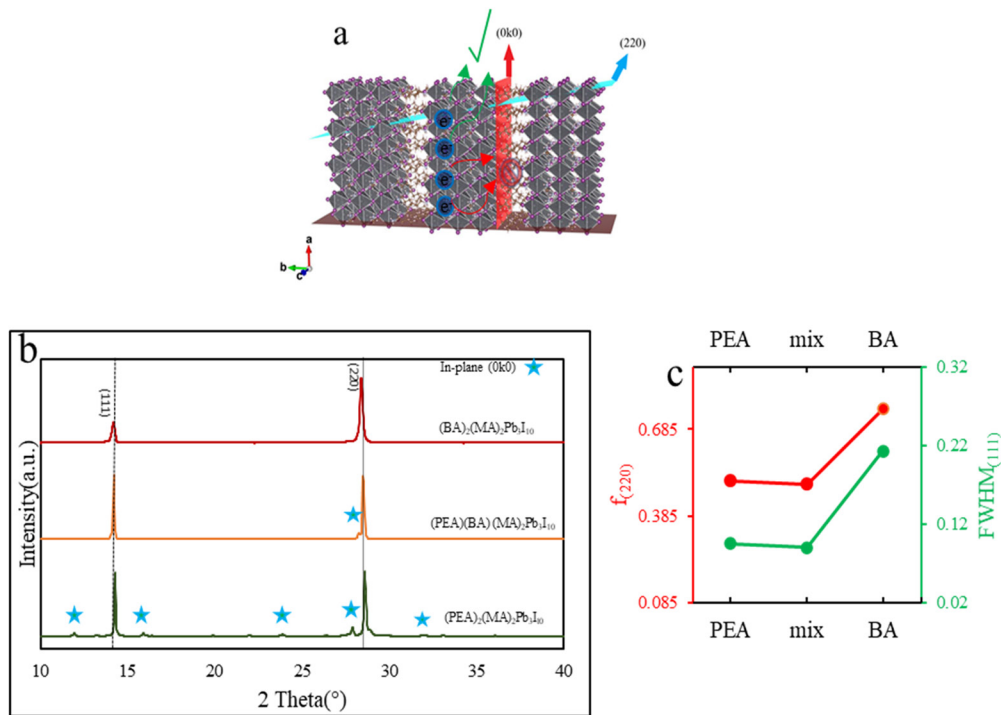 a
(0k0)
(220)
e-
e-
e-
e-
a
b
c
b
In-plane (0k0)
(111)
(220)
(BA)₂(MA)₂Pb₃I₁₀
(PEA)(BA)(MA)₂Pb₃I₁₀
(PEA)₂(MA)₂Pb₃I₁₀
Intensity(a.u.)
10 15 20 25 30 35 40
2 Theta(°)
PEA mix BA
c
0.685
0.385
0.085
f(220)
0.32
0.22
0.12
0.02
FWHM(111)
PEA mix BA